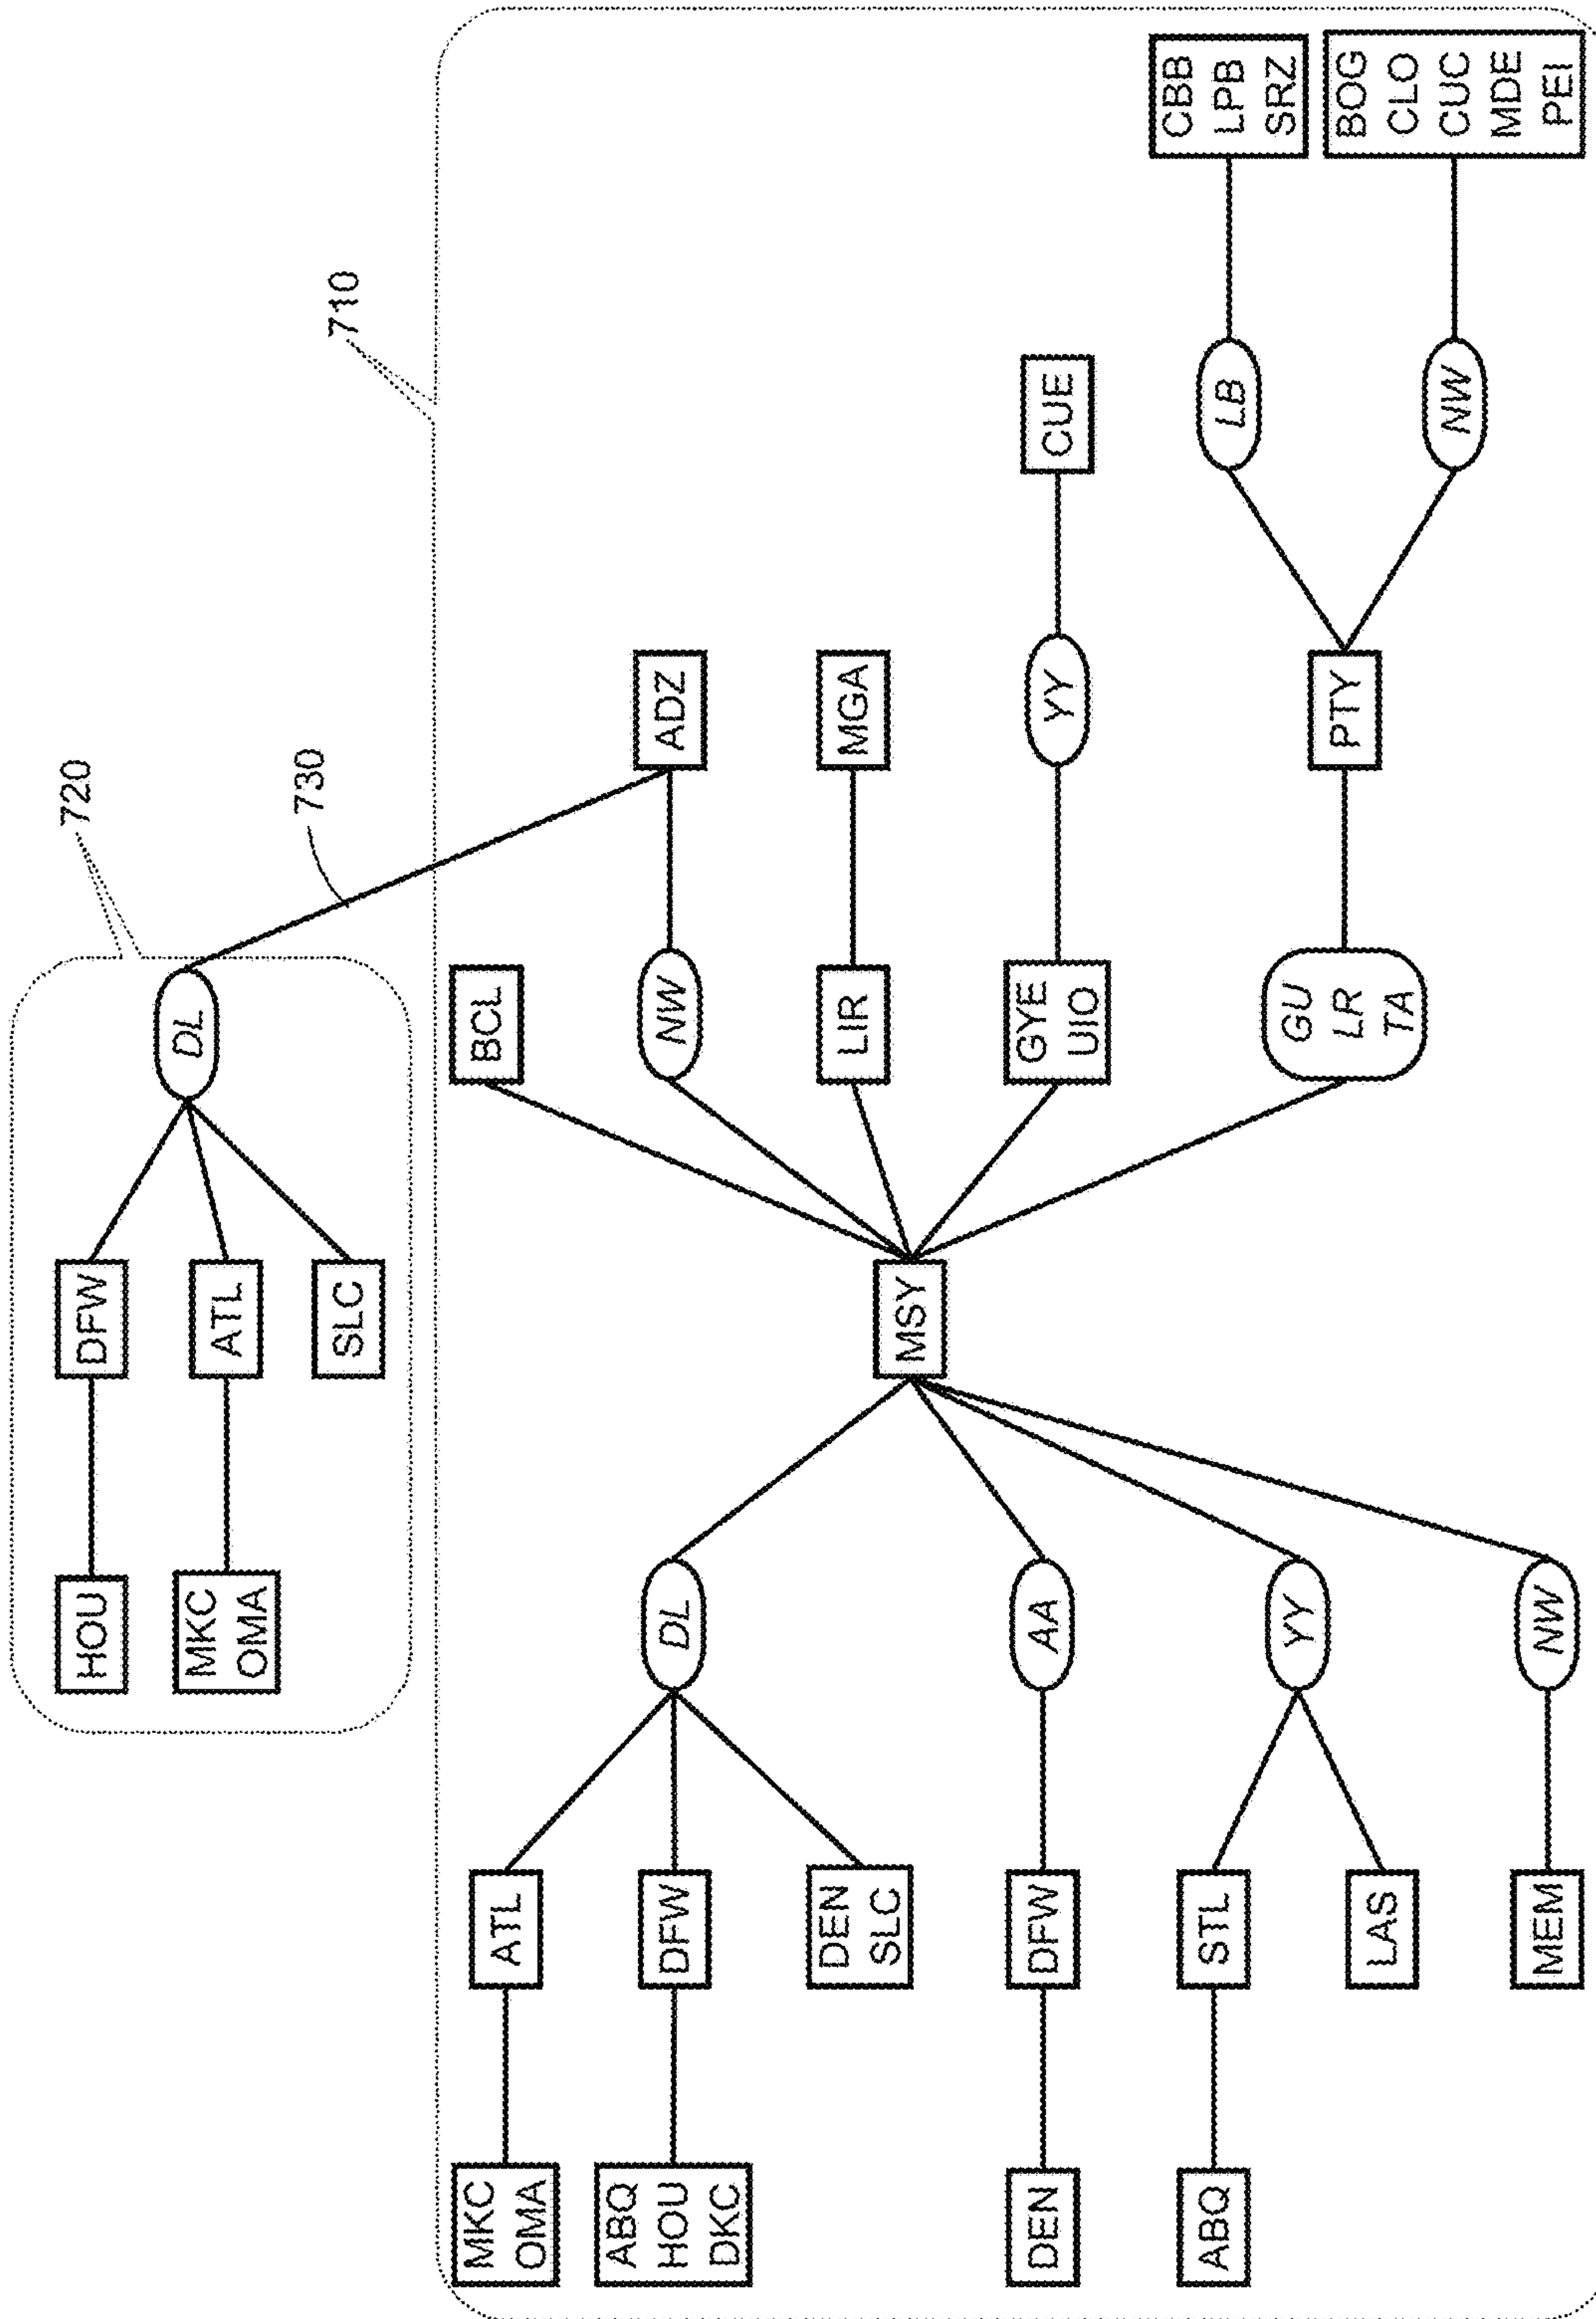 HOU
DFW
MKC
OMA
ATL
DL
SLC
720
730
710
MKC
OMA
ATL
BCL
ABQ
HOU
DKC
DFW
DL
NW
ADZ
DEN
SLC
MSY
LIR
MGA
DEN
DFW
AA
GYE
UIO
YY
CUE
ABQ
STL
YY
LAS
GU
LR
TA
PTY
LB
CBB
LPB
SRZ
MEM
NW
NW
BOG
CLO
CUC
MDE
PEI